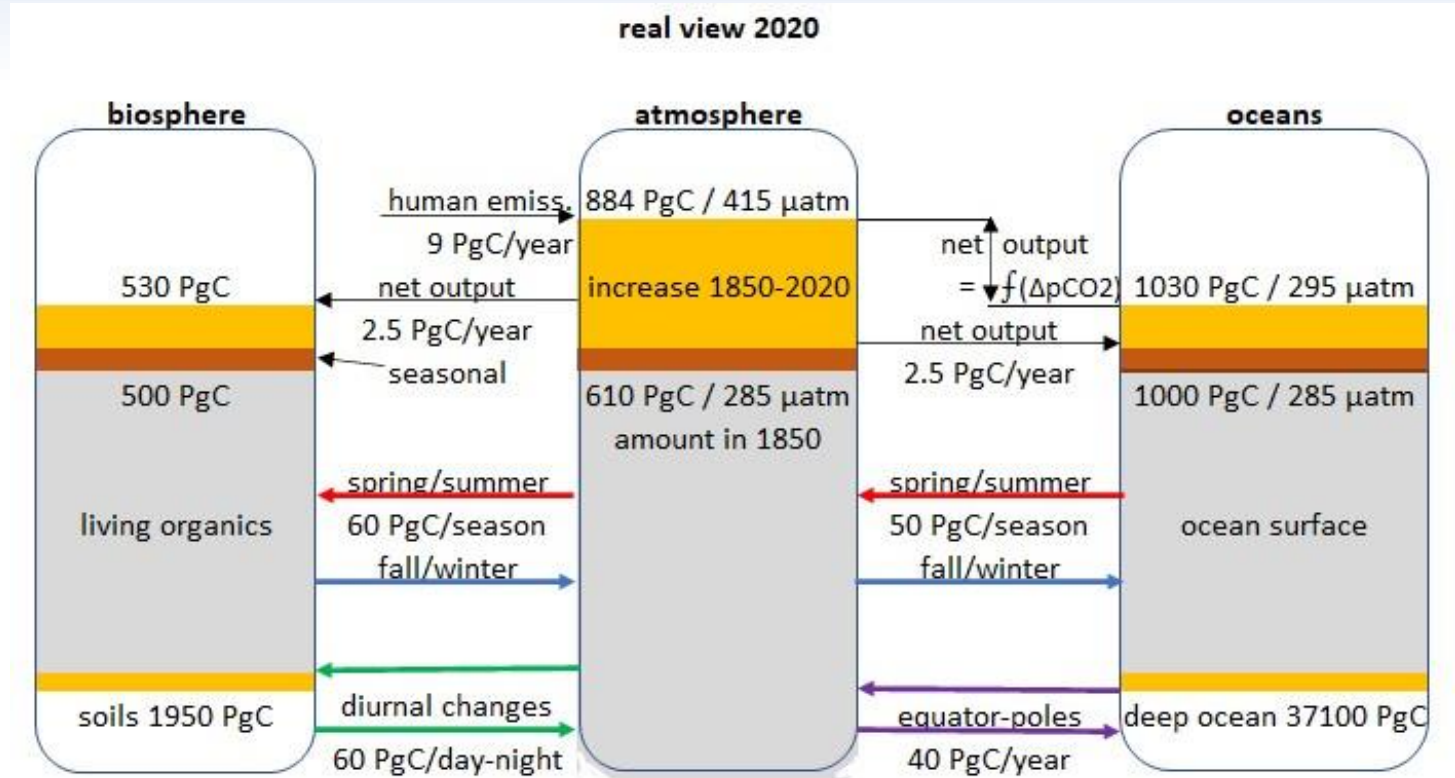 real view 2020
biosphere
atmosphere
oceans
human emiss.
9 PgC/year
884 PgC / 415 µatm
net output
= ⨍(ΔpCO2)
530 PgC
net output
2.5 PgC/year
increase 1850-2020
1030 PgC / 295 µatm
net output
2.5 PgC/year
seasonal
500 PgC
610 PgC / 285 µatm
amount in 1850
1000 PgC / 285 µatm
spring/summer
60 PgC/season
fall/winter
spring/summer
50 PgC/season
fall/winter
living organics
ocean surface
soils 1950 PgC
diurnal changes
60 PgC/day-night
equator-poles
40 PgC/year
deep ocean 37100 PgC